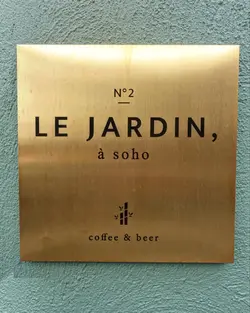 N°2
LE JARDIN,
à soho
coffee & beer